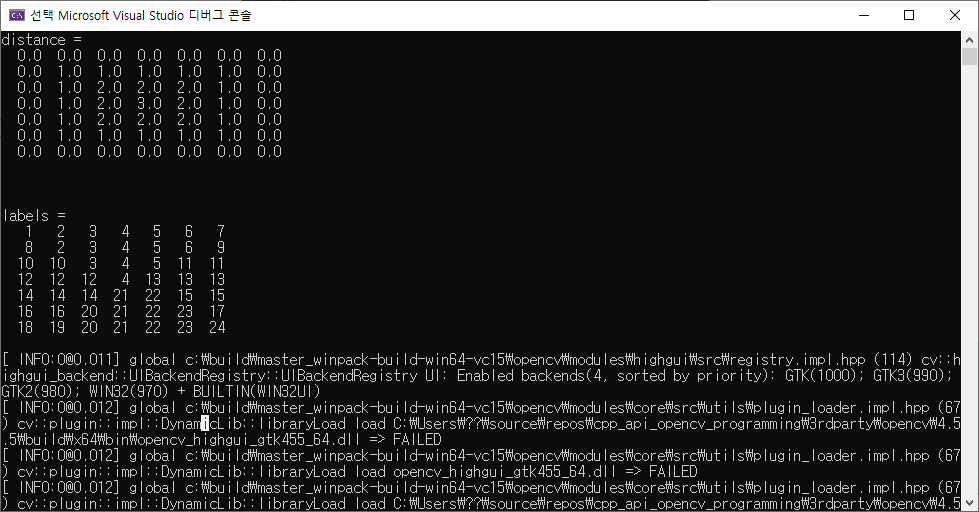 선택 Microsoft Visual Studio 디버그 콘솔
distance =
0.0 0.0 0.0 0.0 0.0 0.0 0.0
0.0 1.0 1.0 1.0 1.0 1.0 0.0
0.0 1.0 2.0 2.0 2.0 1.0 0.0
0.0 1.0 2.0 3.0 2.0 1.0 0.0
0.0 1.0 2.0 2.0 2.0 1.0 0.0
0.0 1.0 1.0 1.0 1.0 1.0 0.0
0.0 0.0 0.0 0.0 0.0 0.0 0.0
labels =
1 2 3 4 5 6 7
8 2 3 4 5 6 9
10 10 3 4 5 11 11
12 12 12 4 13 13 13
14 14 14 21 22 15 15
16 16 20 21 22 23 17
18 19 20 21 22 23 24
[ INFO:0@0.011] global c:₩build₩master_winpack-build-win64-vc15₩opencv₩modules₩highgui₩src₩registry.impl.hpp (114) cv::h
ighgui_backend::UIBackendRegistry::UIBackendRegistry UI: Enabled backends(4, sorted by priority): GTK(1000); GTK3(990);
GTK2(980); WIN32(970) + BUILTIN(WIN32UI)
[ INFO:0@0.012] global c:₩build₩master_winpack-build-win64-vc15₩opencv₩modules₩core₩src₩utils₩plugin_loader.impl.hpp (67
) cv::plugin::impl::DynamicLib::libraryLoad load C:₩Users₩??₩source₩repos₩cpp_api_opencv_programming₩3rdparty₩opencv₩4.5
.5₩build₩x64₩bin₩opencv_highgui_gtk455_64.dll => FAILED
[ INFO:0@0.012] global c:₩build₩master_winpack-build-win64-vc15₩opencv₩modules₩core₩src₩utils₩plugin_loader.impl.hpp (67
) cv::plugin::impl::DynamicLib::libraryLoad load opencv_highgui_gtk455_64.dll => FAILED
[ INFO:0@0.012] global c:₩build₩master_winpack-build-win64-vc15₩opencv₩modules₩core₩src₩utils₩plugin_loader.impl.hpp (67
) cv::plugin::impl::DynamicLib::libraryLoad load C:₩Users₩??₩source₩repos₩cpp_api_opencv_programming₩3rdparty₩opencv₩4.5